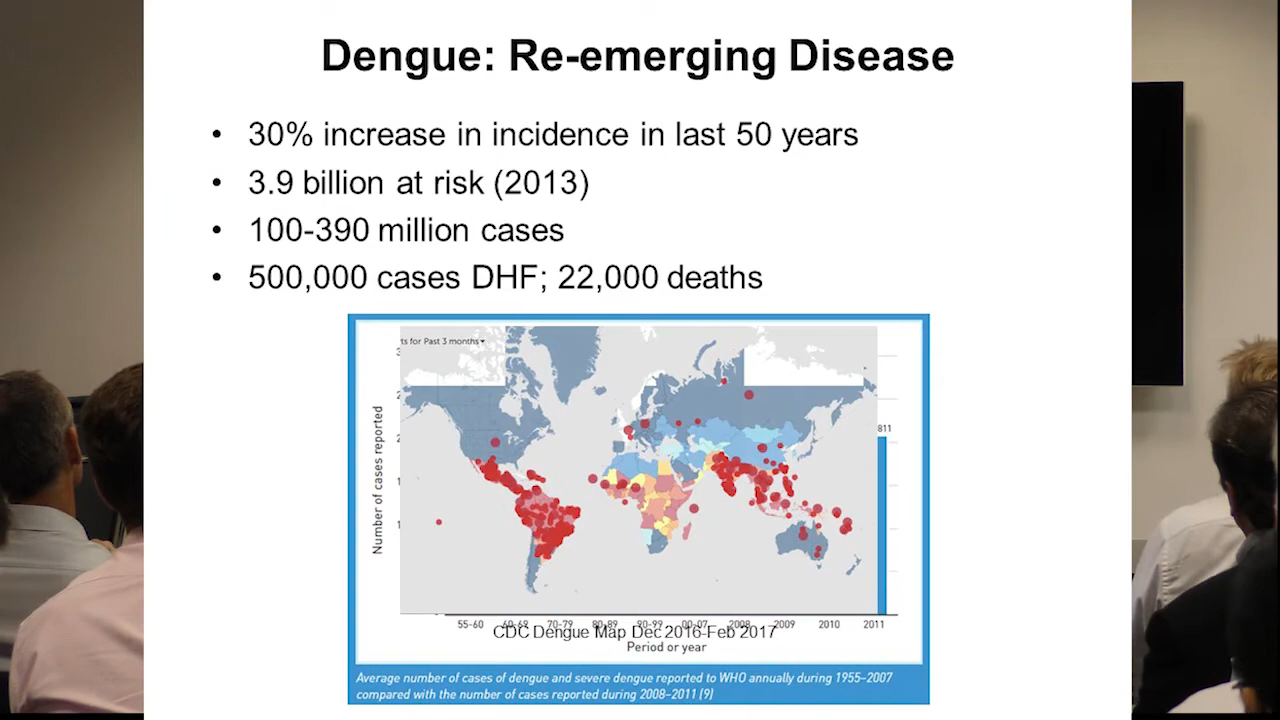 Dengue: Re-emerging Disease
• 30% increase in incidence in last 50 years
• 3.9 billion at risk (2013)
• 100-390 million cases
• 500,000 cases DHF; 22,000 deaths
ts for Past 3 months
811
Number of cases reported
55-60 60-69 70-79 80-89 90-99 00-07 2008 2009 2010 2011
CDC Dengue Map Dec 2016-Feb 2017
Period or year
Average number of cases of dengue and severe dengue reported to WHO annually during 1955–2007
compared with the number of cases reported during 2008–2011 (9)